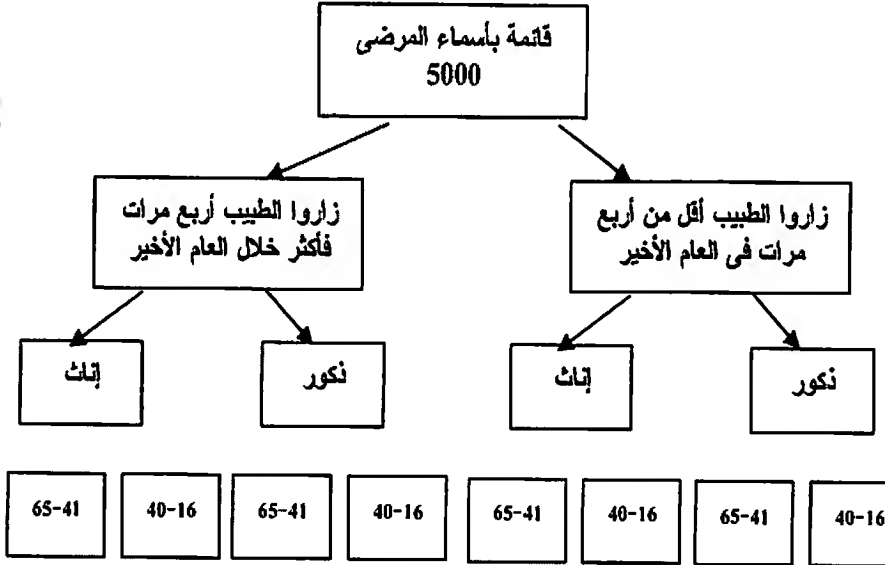 قائمة بأسماء المرضى
5000
زاروا الطبيب أقل من أربع
مرات فى العام الأخير
زاروا الطبيب أربع مرات
فأكثر خلال العام الأخير
ذكور
إناث
ذكور
إناث
40-16
65-41
40-16
65-41
40-16
65-41
40-16
65-41